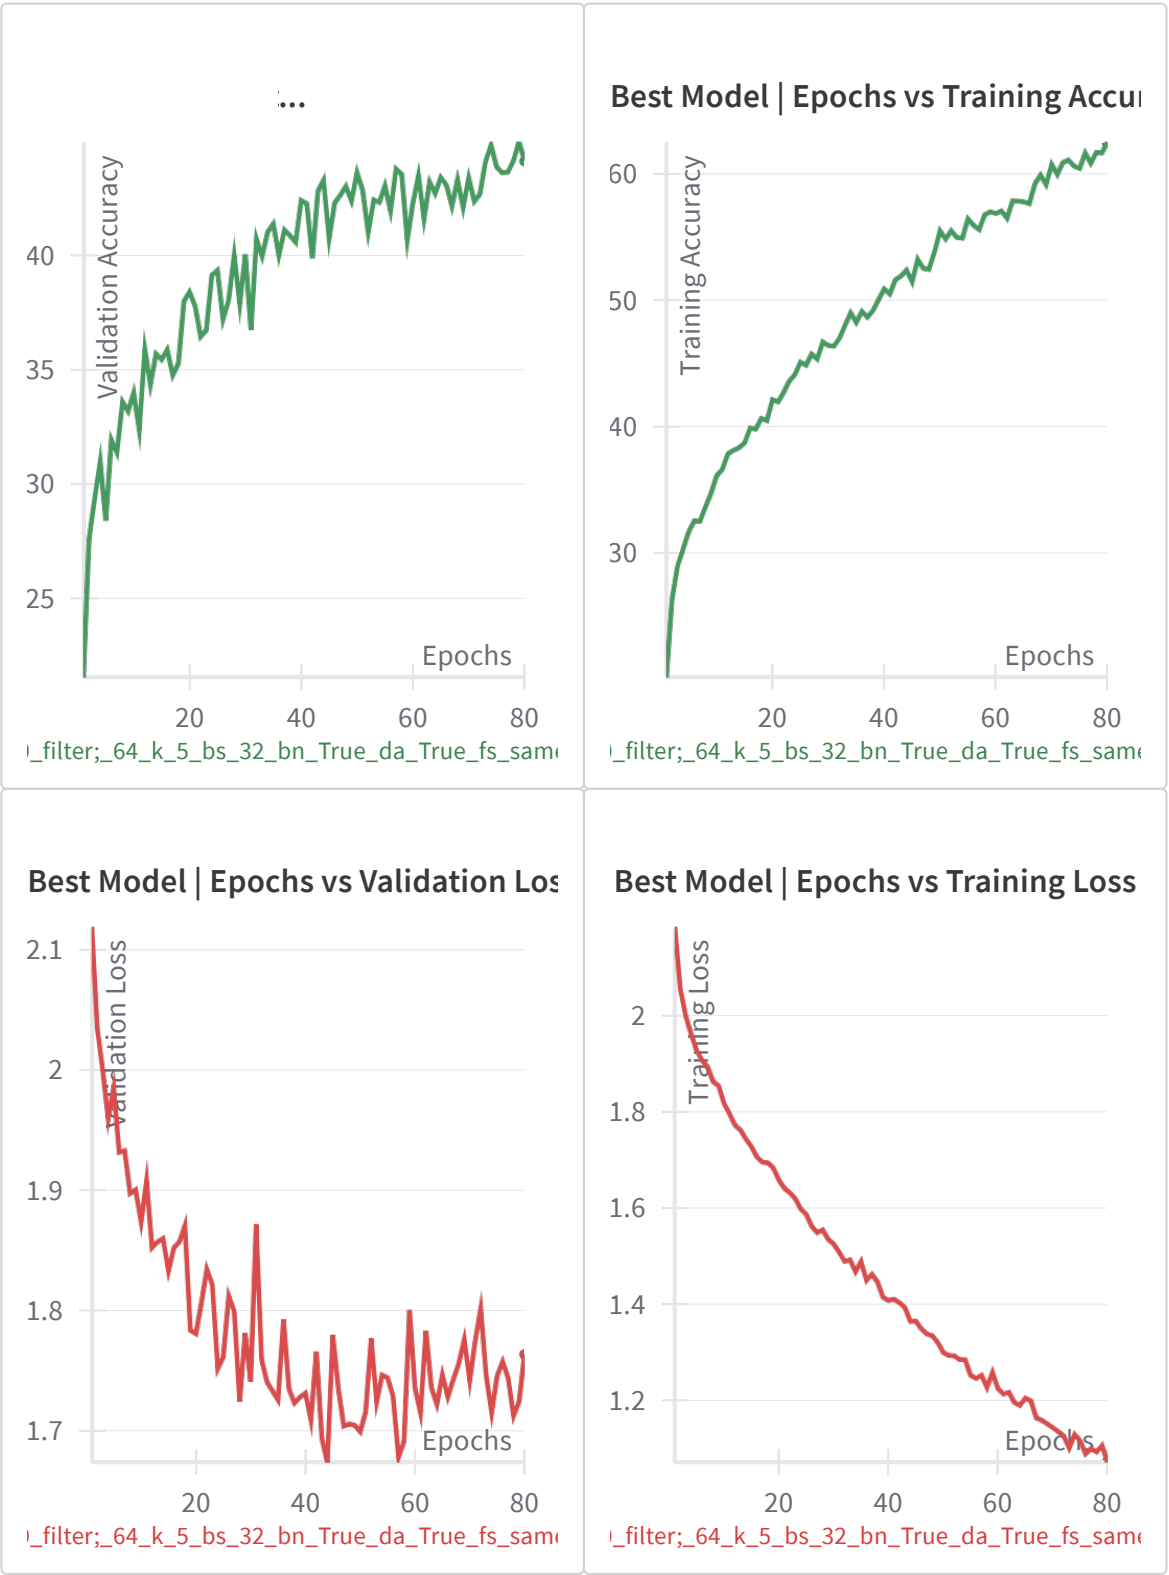 ...
Validation Accuracy
40
35
30
25
Epochs
20 40 60 80
_filter;_64_k_5_bs_32_bn_True_da_True_fs_same
Best Model | Epochs vs Training Accur
Training Accuracy
60
50
40
30
Epochs
20 40 60 80
_filter;_64_k_5_bs_32_bn_True_da_True_fs_same
Best Model | Epochs vs Validation Los
Validation Loss
2.1
2
1.9
1.8
1.7
Epochs
20 40 60 80
_filter;_64_k_5_bs_32_bn_True_da_True_fs_same
Best Model | Epochs vs Training Loss
Training Loss
2
1.8
1.6
1.4
1.2
Epochs
20 40 60 80
_filter;_64_k_5_bs_32_bn_True_da_True_fs_same